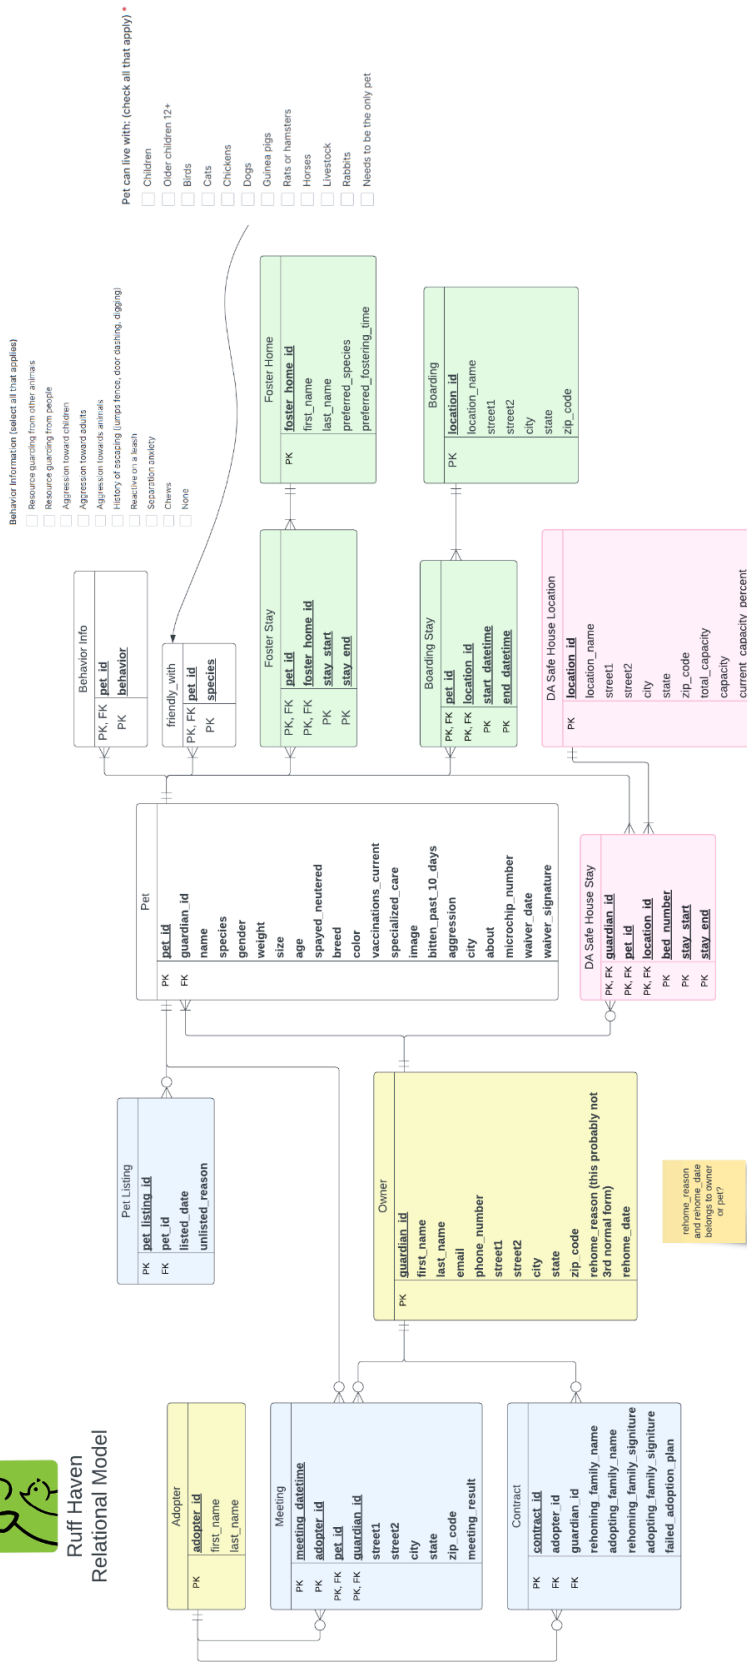 Ruff Haven
Relational Model
Adopter
PK adopter_id
first_name
last_name
Meeting
PK meeting_datetime
PK adopter_id
PK, FK pet_id
PK, FK guardian_id
street1
street2
city
state
zip_code
meeting_result
Contract
PK contract_id
FK adopter_id
FK guardian_id
rehoming_family_name
adopting_family_name
rehoming_family_signiture
adopting_family_signiture
failed_adoption_plan
Pet Listing
PK pet_listing_id
FK pet_id
listed_date
unlisted_reason
Owner
PK guardian_id
first_name
last_name
email
phone_number
street1
street2
city
state
zip_code
rehome_reason (this probably not
3rd normal form)
rehome_date
rehome_reason
and rehome_date
belongs to owner
or pet?
Pet
PK pet_id
FK guardian_id
name
species
gender
weight
size
age
spayed_neutered
breed
color
vaccinations_current
specialized_care
image
bitten_past_10_days
aggression
city
about
microchip_number
waiver_date
waiver_signature
DA Safe House Stay
PK, FK guardian_id
PK, FK pet_id
PK, FK location_id
PK bed_number
PK stay_start
PK stay_end
Behavior Info
PK, FK pet_id
PK behavior
friendly_with
PK, FK pet_id
PK species
Foster Stay
PK, FK pet_id
PK, FK foster_home_id
PK stay_start
PK stay_end
Boarding Stay
PK, FK pet_id
PK, FK location_id
PK start_datetime
PK end_datetime
DA Safe House Location
PK location_id
location_name
street1
street2
city
state
zip_code
total_capacity
capacity
current_capacity_percent
Foster Home
PK foster_home_id
first_name
last_name
preferred_species
preferred_fostering_time
Boarding
PK location_id
location_name
street1
street2
city
state
zip_code
Behavior Information (select all that applies)
Resource guarding from other animals
Resource guarding from people
Aggression toward children
Aggression toward adults
Aggression towards animals
History of escaping (jumps fence, door dashing, digging)
Reactive on a leash
Separation anxiety
Chews
None
Pet can live with: (check all that apply) *
Children
Older children 12+
Birds
Cats
Chickens
Dogs
Guinea pigs
Rats or hamsters
Horses
Livestock
Rabbits
Needs to be the only pet